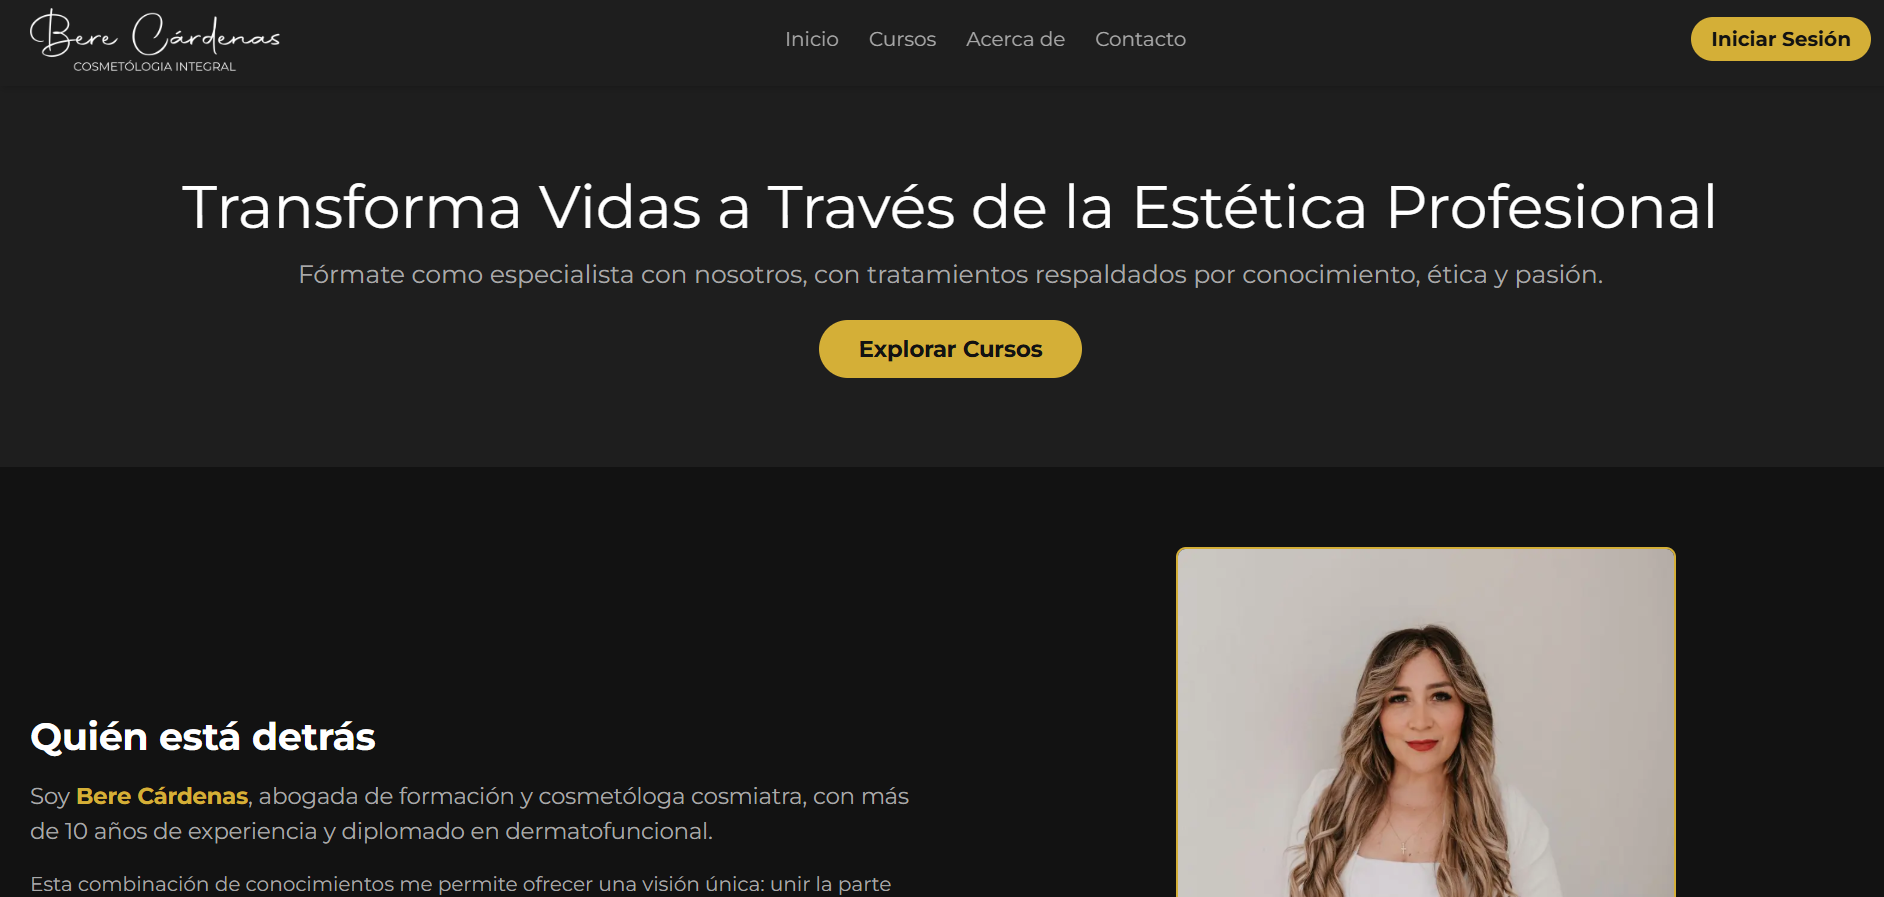 Bere Cárdenas
COSMETÓLOGIA INTEGRAL
Inicio Cursos Acerca de Contacto
Iniciar Sesión
Transforma Vidas a Través de la Estética Profesional
Fórmate como especialista con nosotros, con tratamientos respaldados por conocimiento, ética y pasión.
Explorar Cursos
Quién está detrás
Soy Bere Cárdenas, abogada de formación y cosmetóloga cosmiatra, con más
de 10 años de experiencia y diplomado en dermatofuncional.
Esta combinación de conocimientos me permite ofrecer una visión única: unir la parte